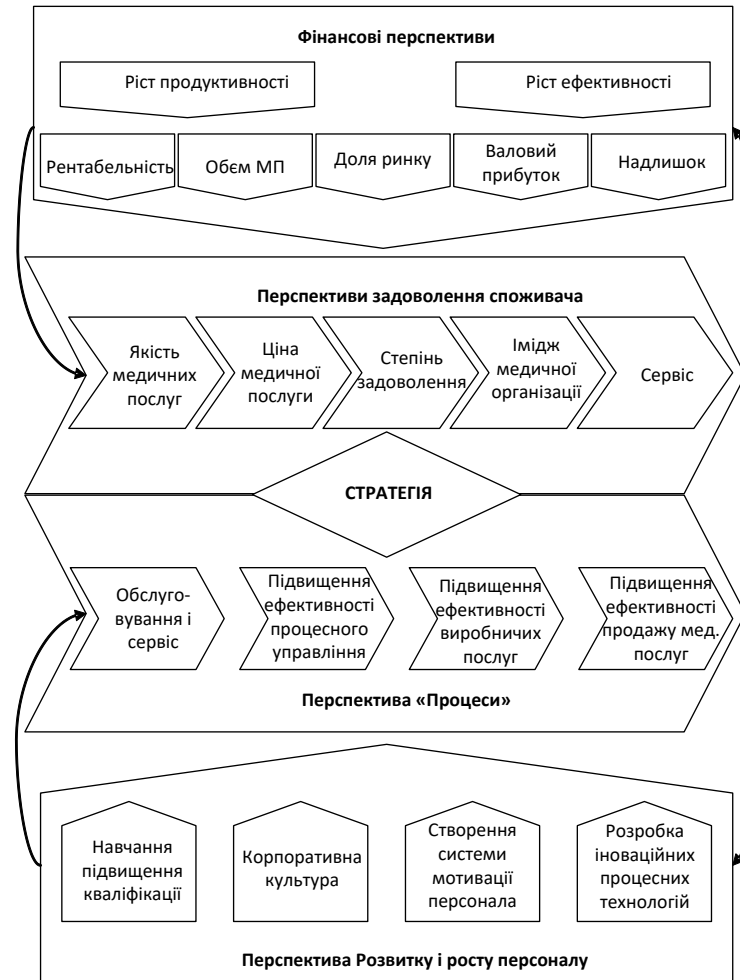 Фінансові перспективи
Ріст продуктивності
Ріст ефективності
Рентабельність
Обєм МП
Доля ринку
Валовий
прибуток
Надлишок
Перспективи задоволення споживача
Якість
медичних
послуг
Ціна
медичної
послуги
Степінь
задоволення
Імідж
медичної
організації
Сервіс
СТРАТЕГІЯ
Обслуго-
вування і
сервіс
Підвищення
ефективності
процесного
управління
Підвищення
ефективності
виробничих
послуг
Підвищення
ефективності
продажу мед.
послуг
Перспектива «Процеси»
Навчання
підвищення
кваліфікації
Корпоративна
культура
Створення
системи
мотивації
персонала
Розробка
іноваційних
процесних
технологій
Перспектива Розвитку і росту персоналу